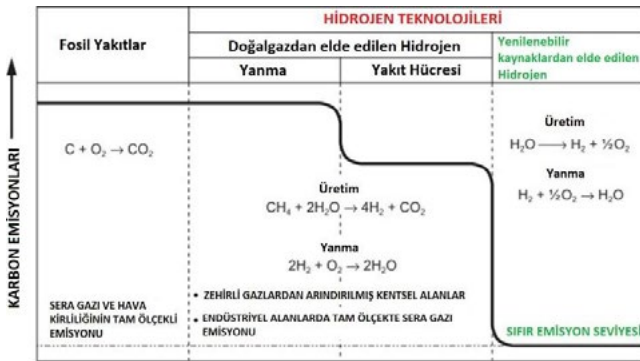 HİDROJEN TEKNOLOJİLERİ
Fosil Yakıtlar
Doğalgazdan elde edilen Hidrojen
Yenilenebilir
kaynaklardan elde edilen
Hidrojen
Yanma
Yakıt Hücresi
KARBON EMİSYONLARI
C + O₂ → CO₂
Üretim
CH₄ + 2H₂O → 4H₂ + CO₂
Yanma
2H₂ + O₂ → 2H₂O
Üretim
H₂O ⟶ H₂ + ½O₂
Yanma
H₂ + ½O₂ → H₂O
SERA GAZI VE HAVA
KİRLİLİĞİNİN TAM ÖLÇEKLİ
EMİSYONU
• ZEHİRLİ GAZLARDAN ARINDIRILMIŞ KENTSEL ALANLAR
• ENDÜSTRİYEL ALANLARDA TAM ÖLÇEKTE SERA GAZI
EMİSYONU
SIFIR EMİSYON SEVİYESİ